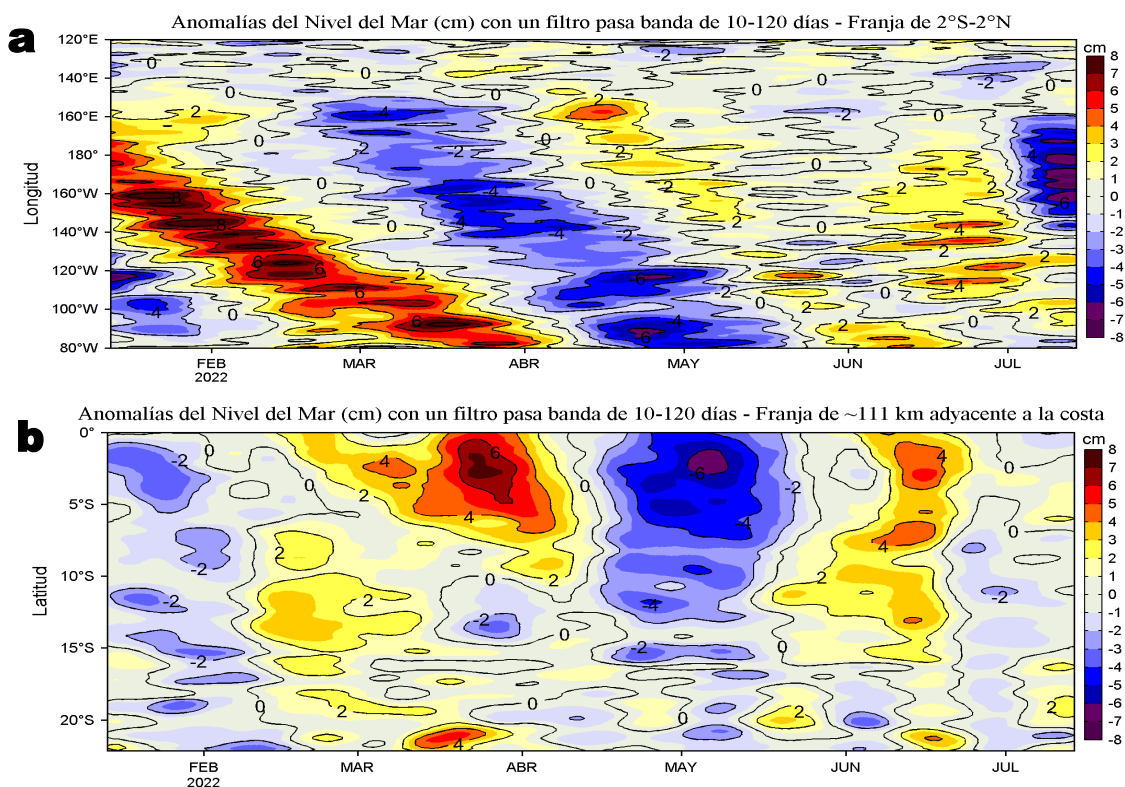 a
Anomalías del Nivel del Mar (cm) con un filtro pasa banda de 10-120 días - Franja de 2°S-2°N
cm
Longitud
120°E
140°E
160°E
180°
160°W
140°W
120°W
100°W
80°W
8
7
6
5
4
3
2
1
0
-1
-2
-3
-4
-5
-6
-7
-8
FEB
2022
MAR
APR
MAY
JUN
JUL
b
Anomalías del Nivel del Mar (cm) con un filtro pasa banda de 10-120 días - Franja de ~111 km adyacente a la costa
cm
Latitud
0°
5°S
10°S
15°S
20°S
8
7
6
5
4
3
2
1
0
-1
-2
-3
-4
-5
-6
-7
-8
FEB
2022
MAR
APR
MAY
JUN
JUL